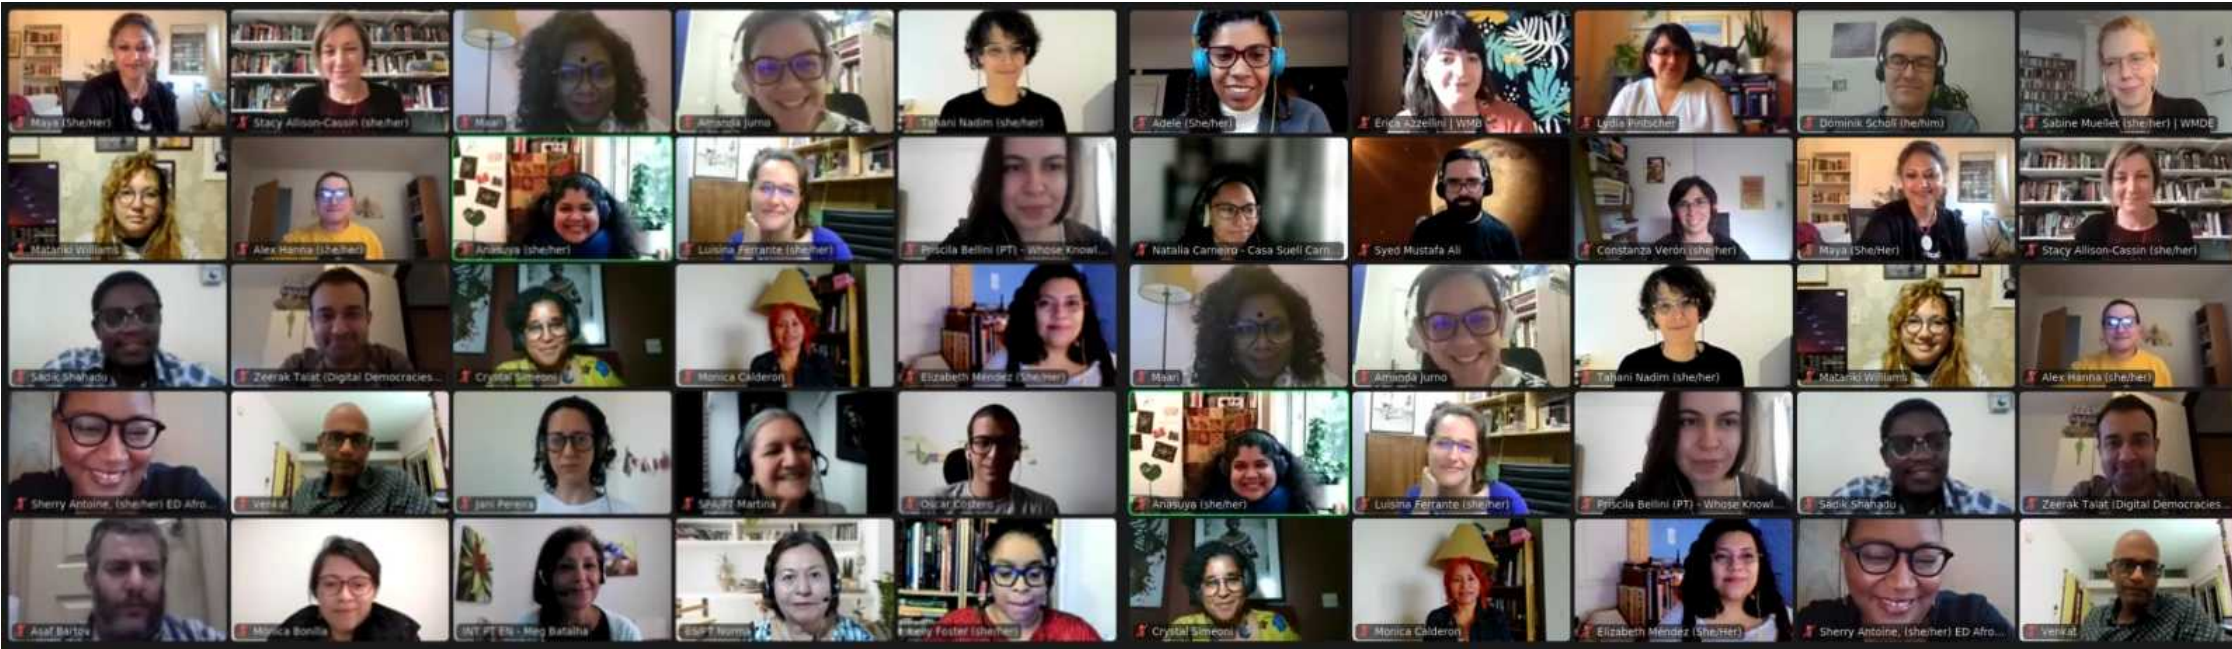 Maya (She/Her)
Stacy Allison-Cassin (she/her)
Maari
Amanda Jurno
Tahani Nadim (she/her)
Adele (She/her)
Erica Azzellini | WMB
Lydia Pintscher
Dominik Scholl (he/him)
Sabine Mueller (she/her) | WMDE
Matariki Williams
Alex Hanna (she/her)
Anasuya (she/her)
Luisina Ferrante (she/her)
Priscila Bellini (PT) - Whose Knowl...
Natalia Carneiro - Casa Sueli Carn...
Syed Mustafa Ali
Constanza Verón (she/her)
Maya (She/Her)
Stacy Allison-Cassin (she/her)
Sadik Shahadu
Zeerak Talat (Digital Democracies...
Crystal Simeoni
Monica Calderon
Elizabeth Méndez (She/Her)
Maari
Amanda Jurno
Tahani Nadim (she/her)
Matariki Williams
Alex Hanna (she/her)
Sherry Antoine, (she/her) ED Afro...
Venkat
Jani Pereira
SPA/PT Martina
Oscar Costero
Anasuya (she/her)
Luisina Ferrante (she/her)
Priscila Bellini (PT) - Whose Knowl...
Sadik Shahadu
Zeerak Talat (Digital Democracies...
Asaf Bartov
Mónica Bonilla
INT PT EN - Meg Batalha
ES/PT Norma
Kelly Foster (she/her)
Crystal Simeoni
Monica Calderon
Elizabeth Méndez (She/Her)
Sherry Antoine, (she/her) ED Afro...
Venkat